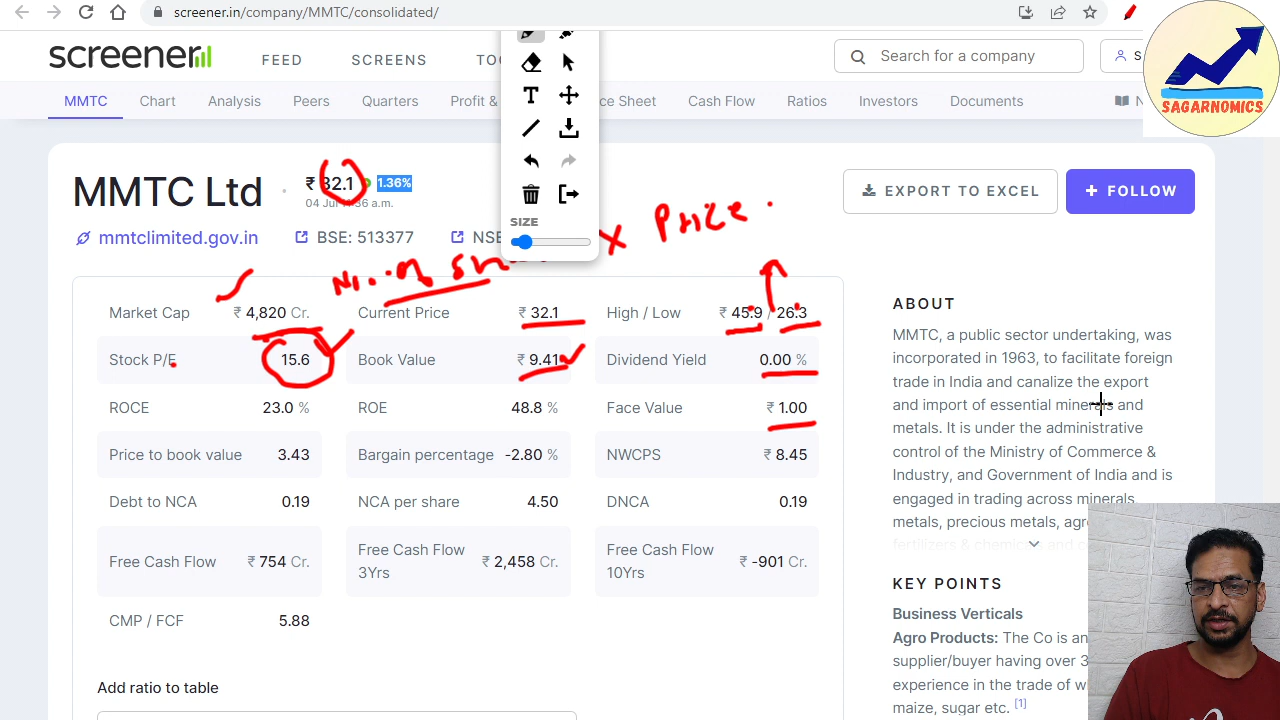 screener.in/company/MMTC/consolidated/
screener
FEED SCREENS
Search for a company
SAGARNOMICS
MMTC Chart Analysis Peers Quarters Profit & ce Sheet Cash Flow Ratios Investors Documents
MMTC Ltd
₹ 32.1 1.36%
04 Jul
a.m.
EXPORT TO EXCEL
+ FOLLOW
mmtclimited.gov.in BSE: 513377
SIZE
No. of sh x Price.
Market Cap ₹ 4,820 Cr. Current Price ₹ 32.1 High / Low ₹ 45.9 / 26.3
Stock P/E 15.6 Book Value ₹ 9.41 Dividend Yield 0.00 %
ROCE 23.0 % ROE 48.8 % Face Value ₹ 1.00
Price to book value 3.43 Bargain percentage -2.80 % NWCPS ₹ 8.45
Debt to NCA 0.19 NCA per share 4.50 DNCA 0.19
Free Cash Flow ₹ 754 Cr. Free Cash Flow 3Yrs ₹ 2,458 Cr. Free Cash Flow 10Yrs ₹ -901 Cr.
CMP / FCF 5.88
Add ratio to table
ABOUT
MMTC, a public sector undertaking, was
incorporated in 1963, to facilitate foreign
trade in India and canalize the export
and import of essential minerals and
metals. It is under the administrative
control of the Ministry of Commerce &
Industry, and Government of India and is
engaged in trading across minerals,
metals, precious metals, agr
fertilizers & chemicals and c
KEY POINTS
Business Verticals
Agro Products: The Co is an
supplier/buyer having over 3
experience in the trade of w
maize, sugar etc. [1]